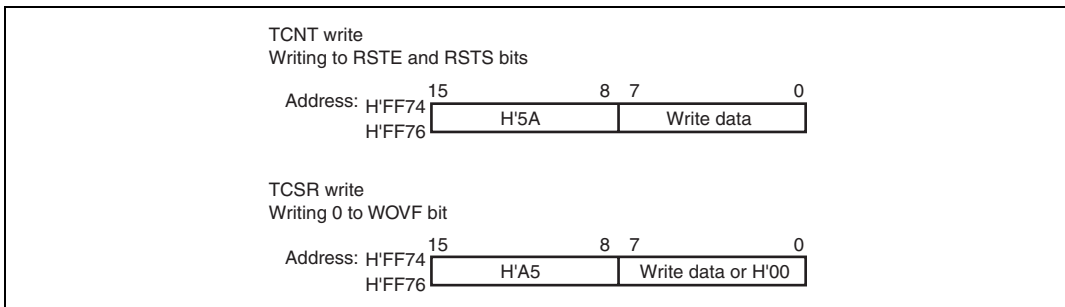 TCNT write
Writing to RSTE and RSTS bits
15 8 7 0
Address: H'FF74 H'5A Write data
H'FF76
TCSR write
Writing 0 to WOVF bit
15 8 7 0
Address: H'FF74 H'A5 Write data or H'00
H'FF76